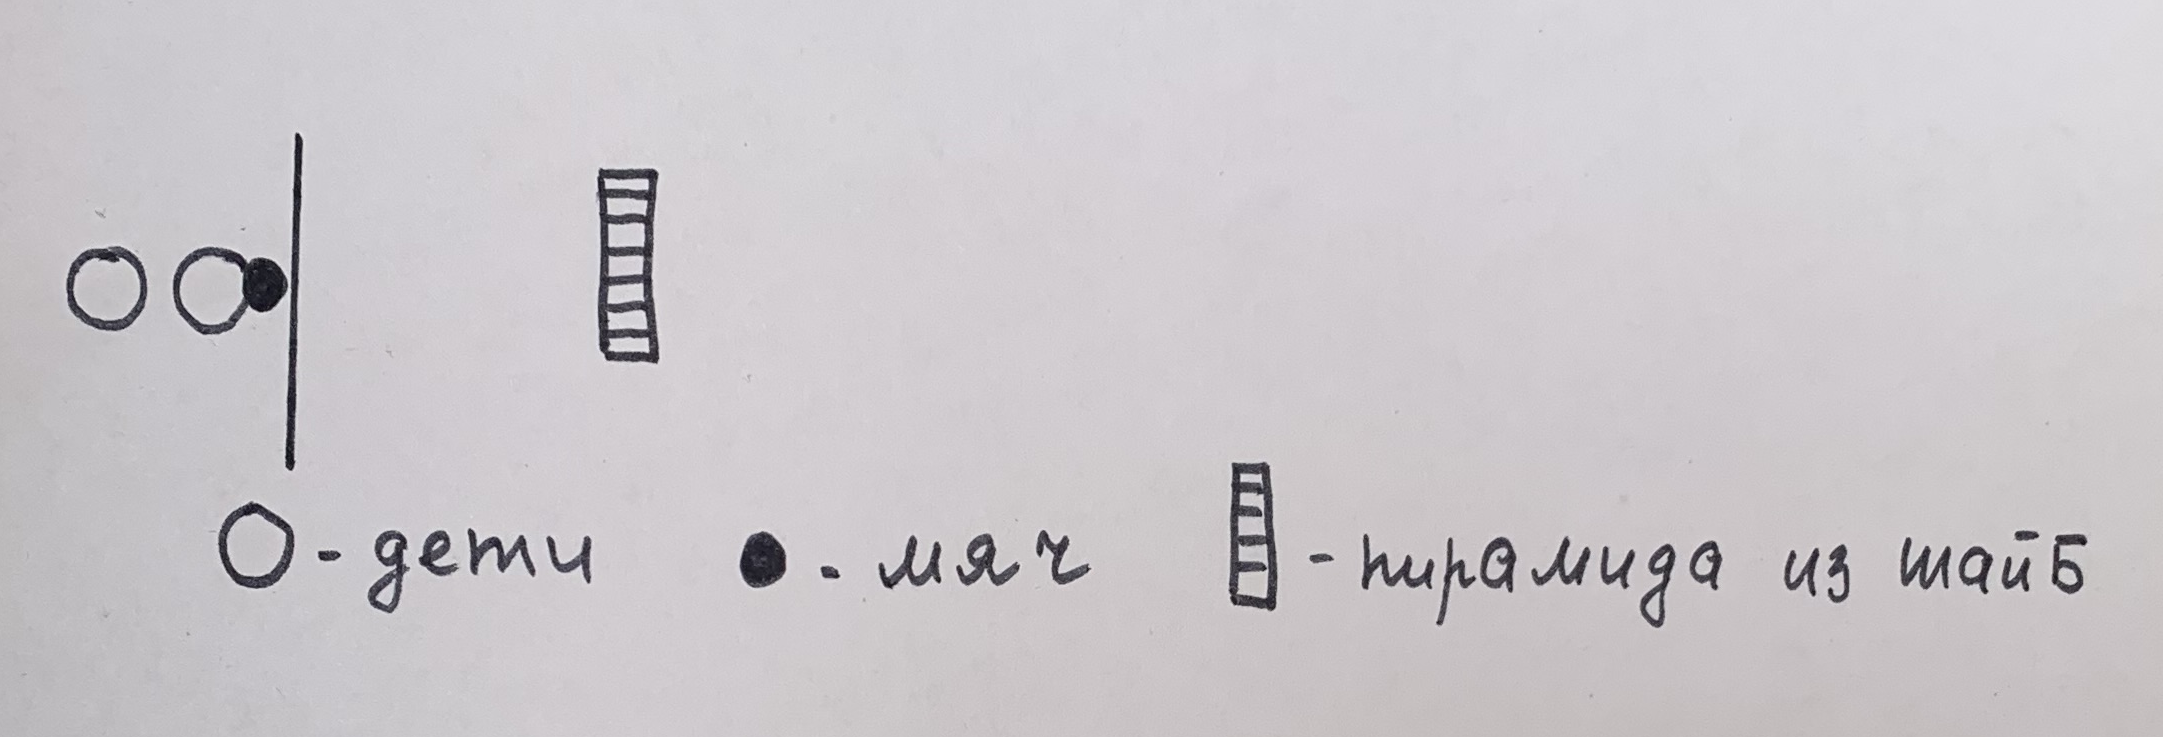 - дети - мяч - пирамида из шайб